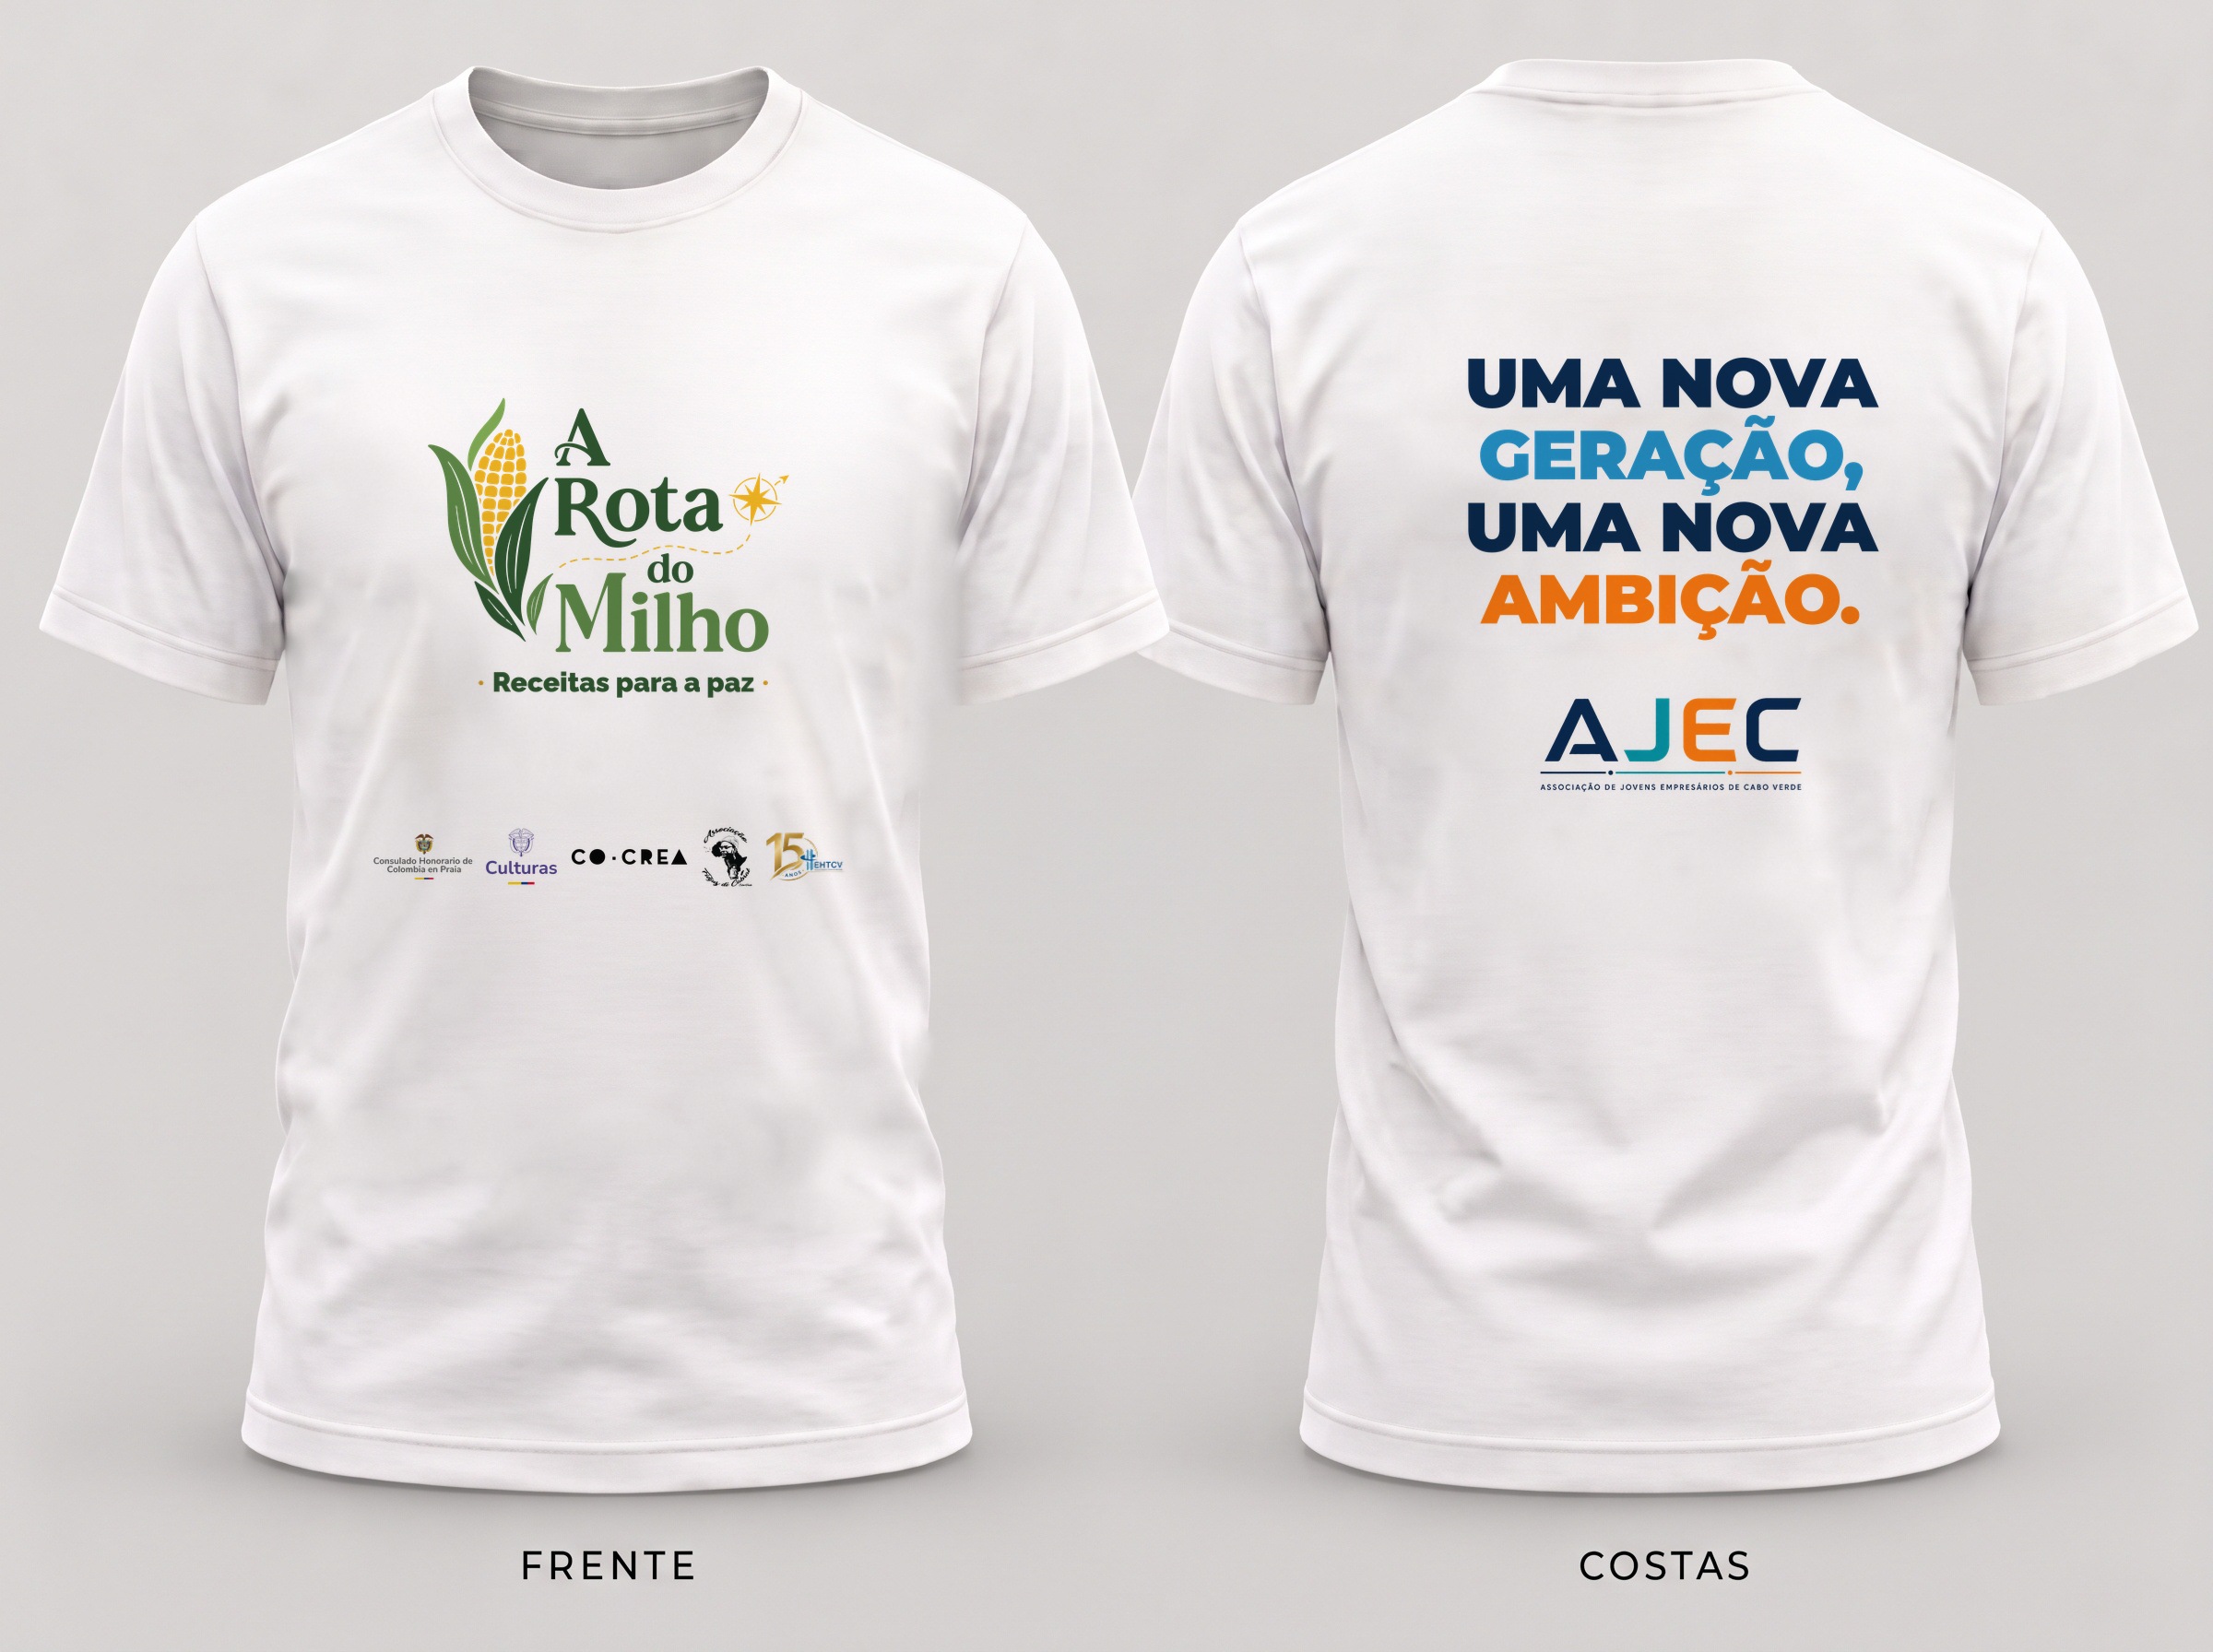 A
Rota
do
Milho
· Receitas para a paz ·
Consulado Honorario de
Colombia en Praia
Culturas
CO·CREA
Associação
15
ANOS
EHTCV
UMA NOVA
GERAÇÃO,
UMA NOVA
AMBIÇÃO.
AJEC
ASSOCIAÇÃO DE JOVENS EMPRESÁRIOS DE CABO VERDE
FRENTE
COSTAS